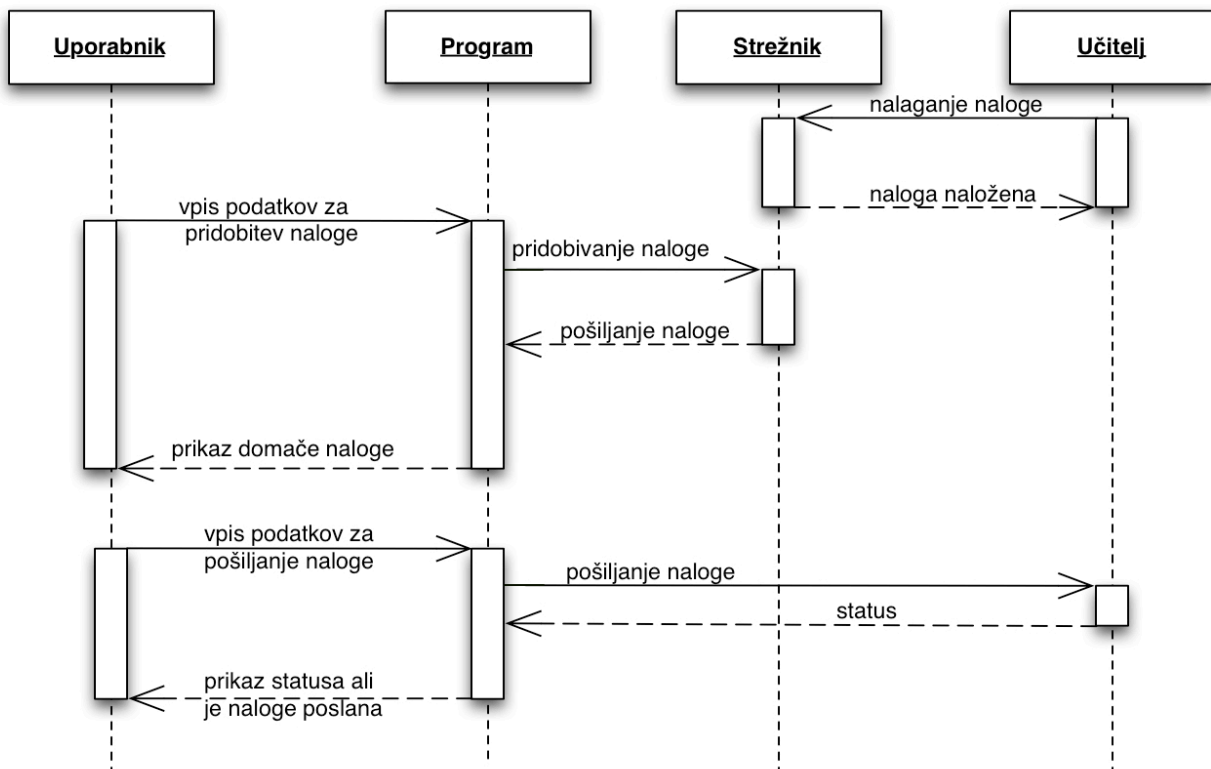 Uporabnik
Program
Strežnik
Učitelj
nalaganje naloge
naloga naložena
vpis podatkov za
pridobitev naloge
pridobivanje naloge
pošiljanje naloge
prikaz domače naloge
vpis podatkov za
pošiljanje naloge
pošiljanje naloge
status
prikaz statusa ali
je naloge poslana